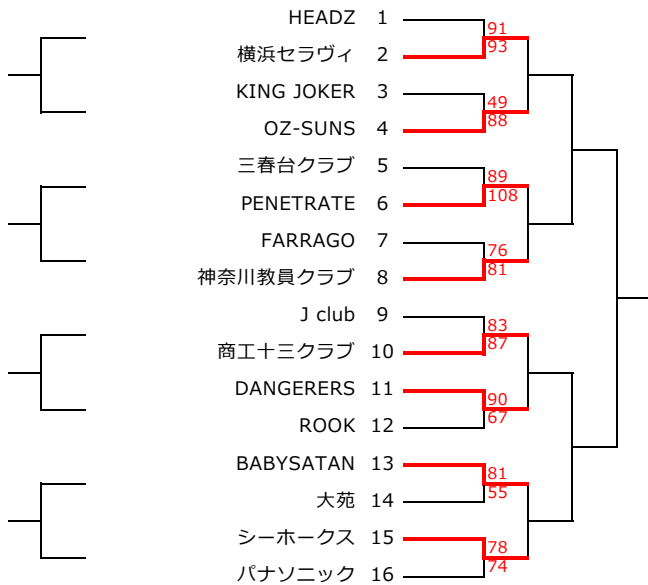 HEADZ 1
91
横浜セラヴィ 2
93
KING JOKER 3
49
OZ-SUNS 4
88
三春台クラブ 5
89
PENETRATE 6
108
FARRAGO 7
76
神奈川教員クラブ 8
81
J club 9
83
商工十三クラブ 10
87
DANGERERS 11
90
ROOK 12
67
BABYSATAN 13
81
大苑 14
55
シーホークス 15
78
パナソニック 16
74